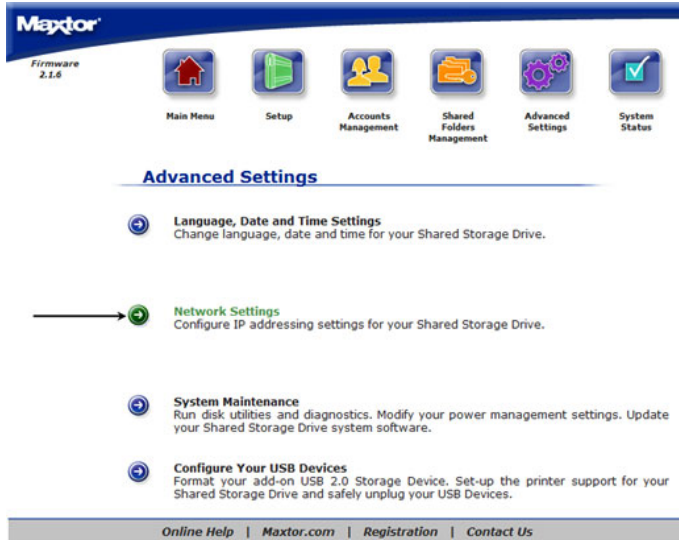 Maxtor
Firmware
2.1.6
Main Menu
Setup
Accounts
Management
Shared
Folders
Management
Advanced
Settings
System
Status
Advanced Settings
Language, Date and Time Settings
Change language, date and time for your Shared Storage Drive.
Network Settings
Configure IP addressing settings for your Shared Storage Drive.
System Maintenance
Run disk utilities and diagnostics. Modify your power management settings. Update
your Shared Storage Drive system software.
Configure Your USB Devices
Format your add-on USB 2.0 Storage Device. Set-up the printer support for your
Shared Storage Drive and safely unplug your USB Devices.
Online Help | Maxtor.com | Registration | Contact Us